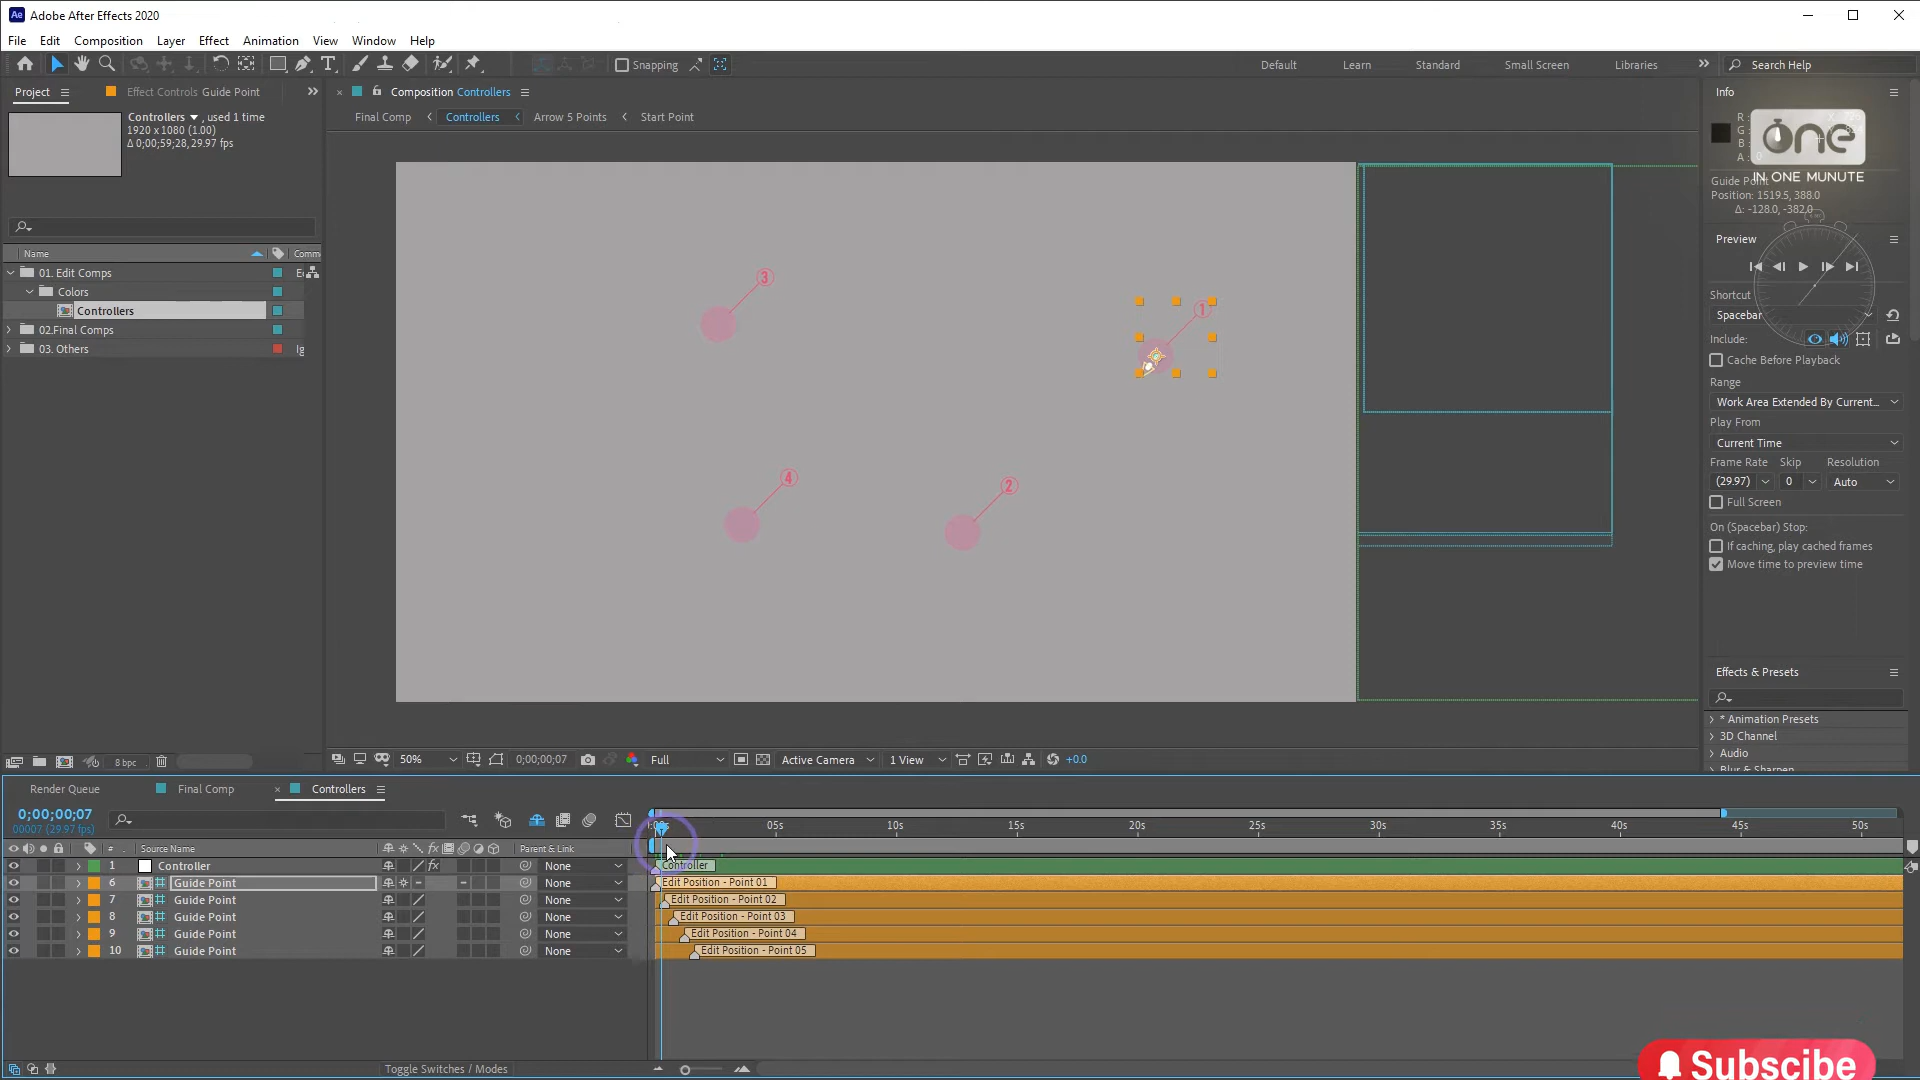 Adobe After Effects 2020
File Edit Composition Layer Effect Animation View Window Help
Snapping Default Learn Standard Small Screen Libraries Search Help
Project Effect Controls Guide Point
Composition Controllers
Info
Controllers , used 1 time
1920 x 1080 (1.00)
Δ 0;00;59;28, 29.97 fps
Final Comp Controllers Arrow 5 Points Start Point
R :
G :
B :
A :
one
IN ONE MUNUTE
Guide Point
Position: 1519.5, 388.0
Δ: -128.0, -382.0
Name
01. Edit Comps
Colors
Controllers
02.Final Comps
03. Others
3
1
4
2
Preview
Shortcut
Spacebar
Include:
Cache Before Playback
Range
Work Area Extended By Current...
Play From
Current Time
Frame Rate Skip Resolution
(29.97) 0 Auto
Full Screen
On (Spacebar) Stop:
If caching, play cached frames
Move time to preview time
Effects & Presets
* Animation Presets
3D Channel
Audio
Blur & Sharpen
8 bpc
50% 0;00;00;07 Full Active Camera 1 View +0.0
Render Queue Final Comp Controllers
0;00;00;07
00007 (29.97 fps)
05s 10s 15s 20s 25s 30s 35s 40s 45s 50s
# Source Name Parent & Link
1 Controller fx None Controller
6 Guide Point None Edit Position - Point 01
7 Guide Point None Edit Position - Point 02
8 Guide Point None Edit Position - Point 03
9 Guide Point None Edit Position - Point 04
10 Guide Point None Edit Position - Point 05
Toggle Switches / Modes
Subscribe